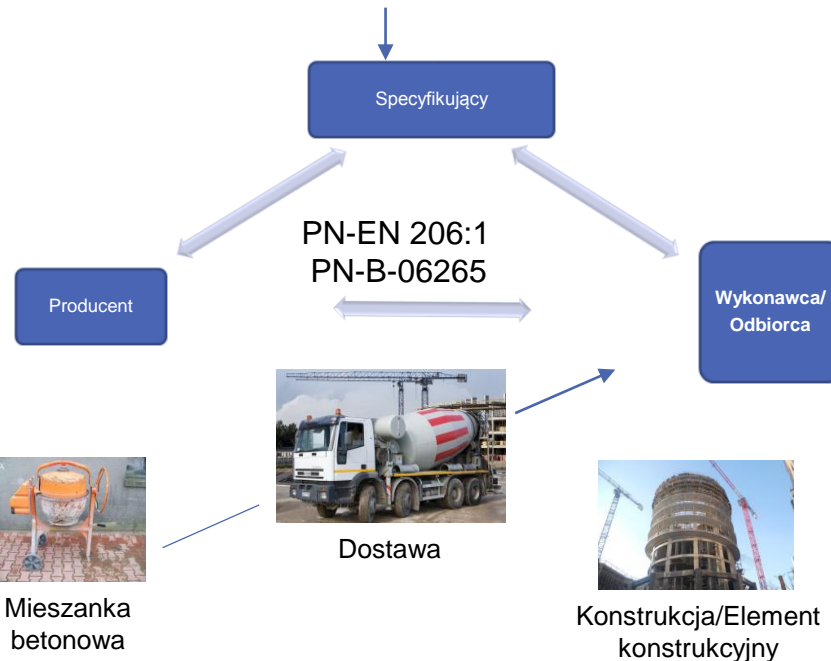 Specyfikujący
PN-EN 206:1
PN-B-06265
Producent
Wykonawca/
Odbiorca
Dostawa
Mieszanka
betonowa
Konstrukcja/Element
konstrukcyjny